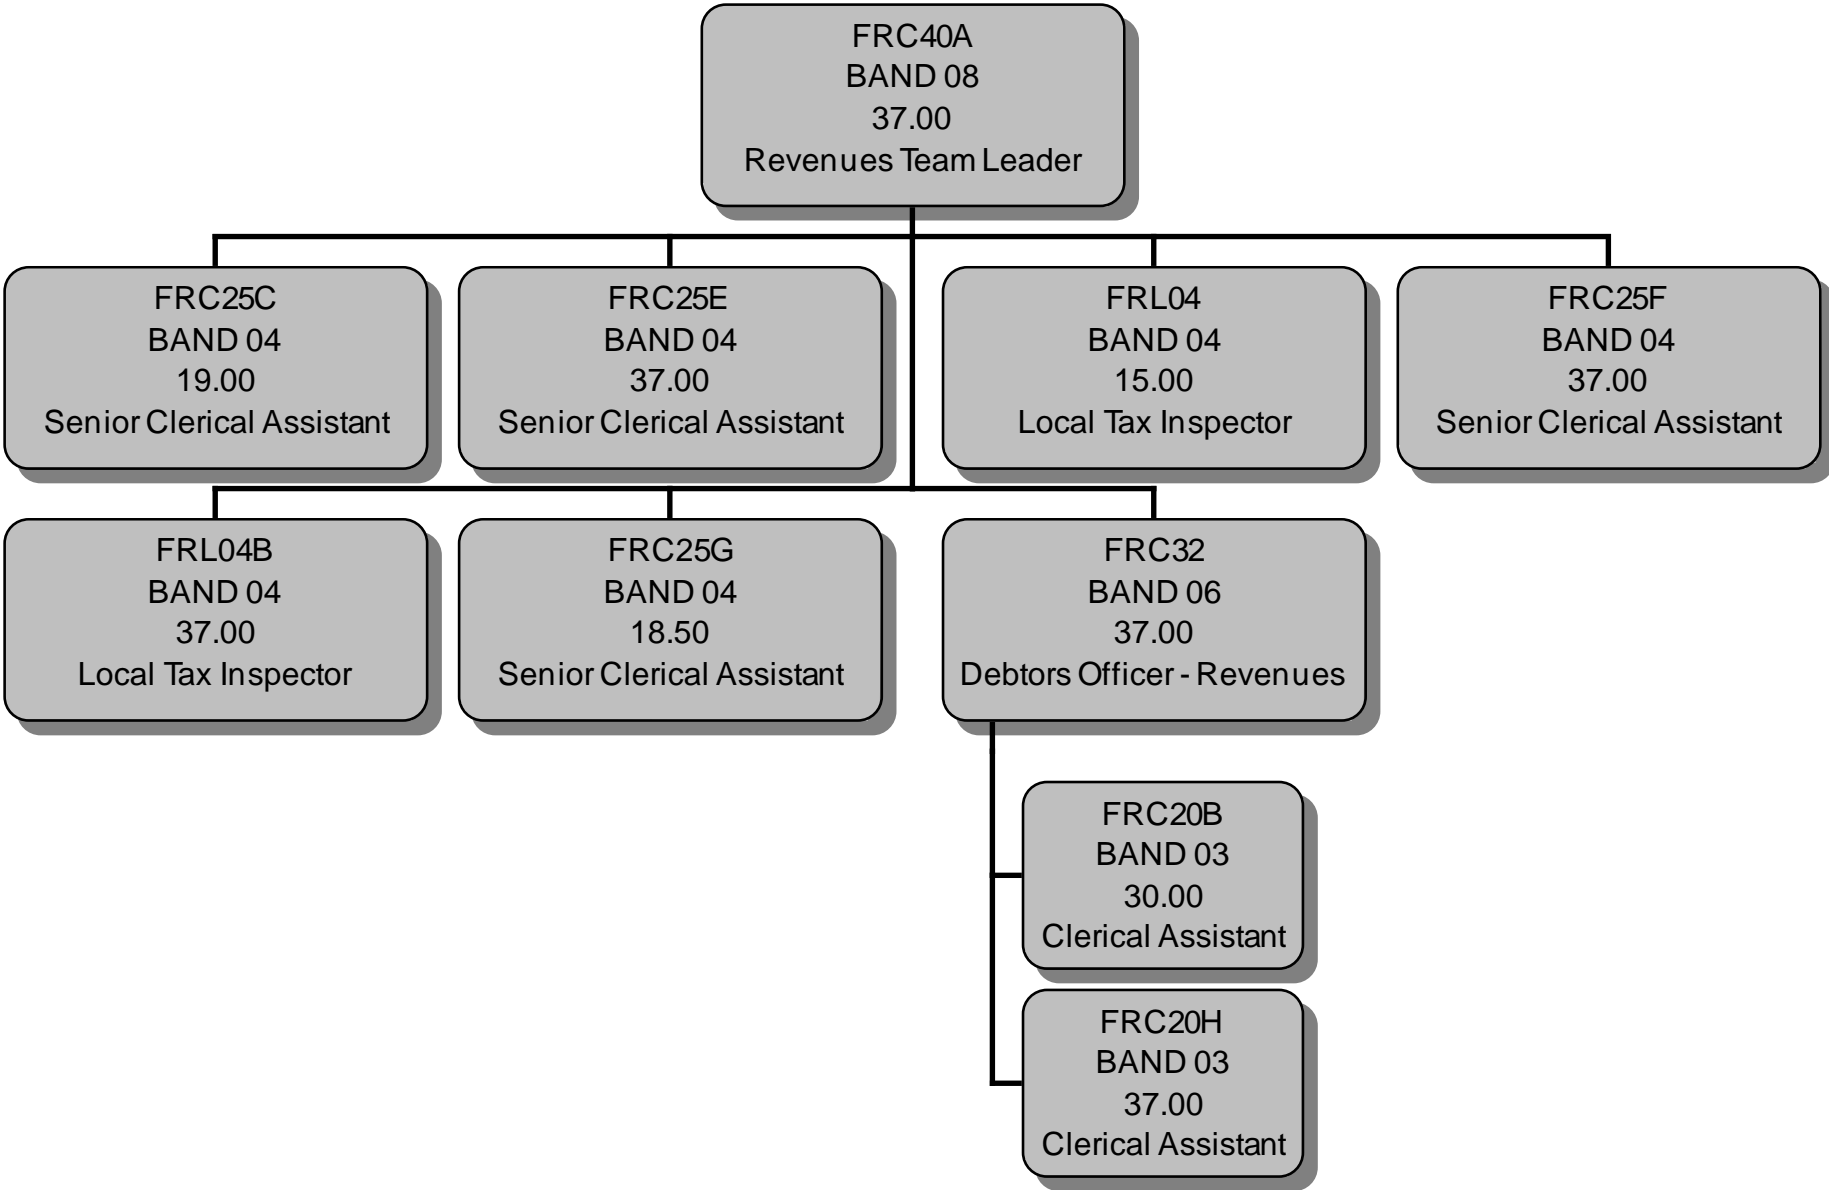 FRC40A
BAND 08
37.00
Revenues Team Leader
FRC25C
BAND 04
19.00
Senior Clerical Assistant
FRC25E
BAND 04
37.00
Senior Clerical Assistant
FRL04
BAND 04
15.00
Local Tax Inspector
FRC25F
BAND 04
37.00
Senior Clerical Assistant
FRL04B
BAND 04
37.00
Local Tax Inspector
FRC25G
BAND 04
18.50
Senior Clerical Assistant
FRC32
BAND 06
37.00
Debtors Officer - Revenues
FRC20B
BAND 03
30.00
Clerical Assistant
FRC20H
BAND 03
37.00
Clerical Assistant